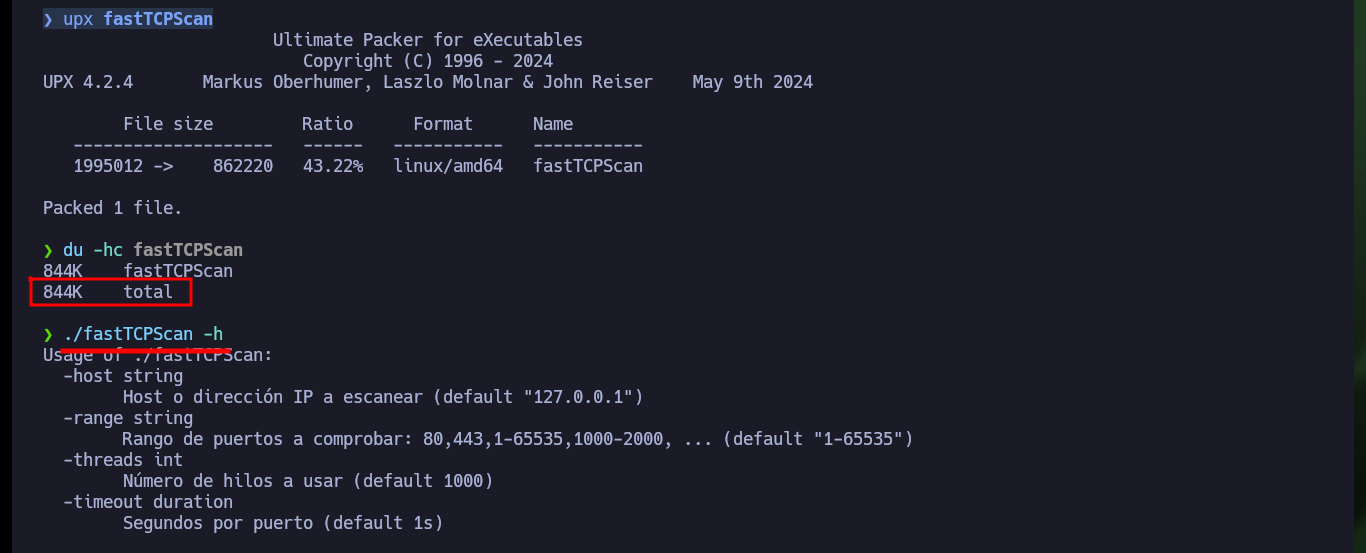 ❯ upx fastTCPScan
Ultimate Packer for eXecutables
Copyright (C) 1996 - 2024
UPX 4.2.4       Markus Oberhumer, Laszlo Molnar & John Reiser    May 9th 2024
File size         Ratio      Format      Name
--------------------   ------   -----------   -----------
1995012 ->    862220   43.22%   linux/amd64   fastTCPScan
Packed 1 file.
❯ du -hc fastTCPScan
844K    fastTCPScan
844K    total
❯ ./fastTCPScan -h
Usage of ./fastTCPScan:
-host string
Host o dirección IP a escanear (default "127.0.0.1")
-range string
Rango de puertos a comprobar: 80,443,1-65535,1000-2000, ... (default "1-65535")
-threads int
Número de hilos a usar (default 1000)
-timeout duration
Segundos por puerto (default 1s)